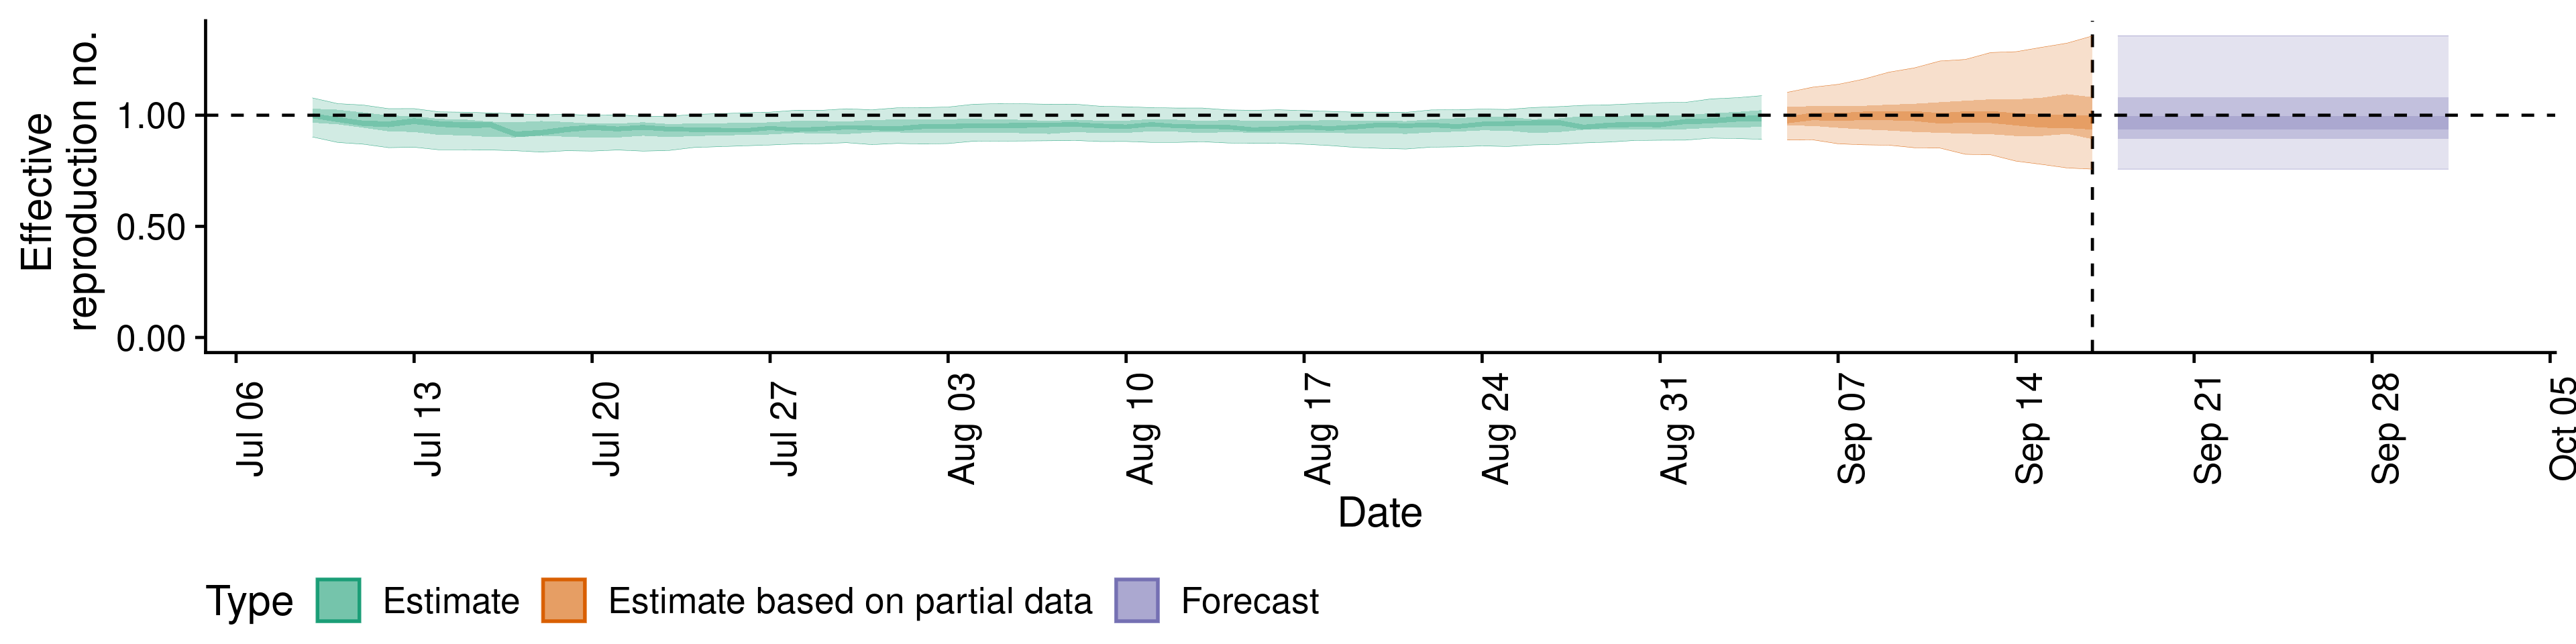 Effective
reproduction no.
1.00
0.50
0.00
Jul 06
Jul 13
Jul 20
Jul 27
Aug 03
Aug 10
Aug 17
Aug 24
Aug 31
Sep 07
Sep 14
Sep 21
Sep 28
Oct 05
Date
Type Estimate Estimate based on partial data Forecast